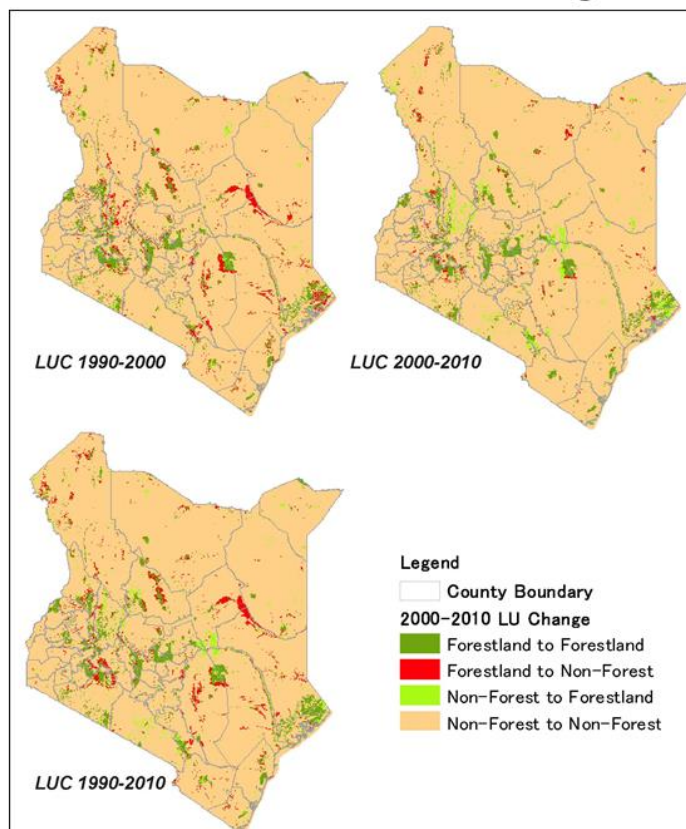 LUC 1990-2000
LUC 2000-2010
LUC 1990-2010
Legend
County Boundary
2000-2010 LU Change
Forestland to Forestland
Forestland to Non-Forest
Non-Forest to Forestland
Non-Forest to Non-Forest